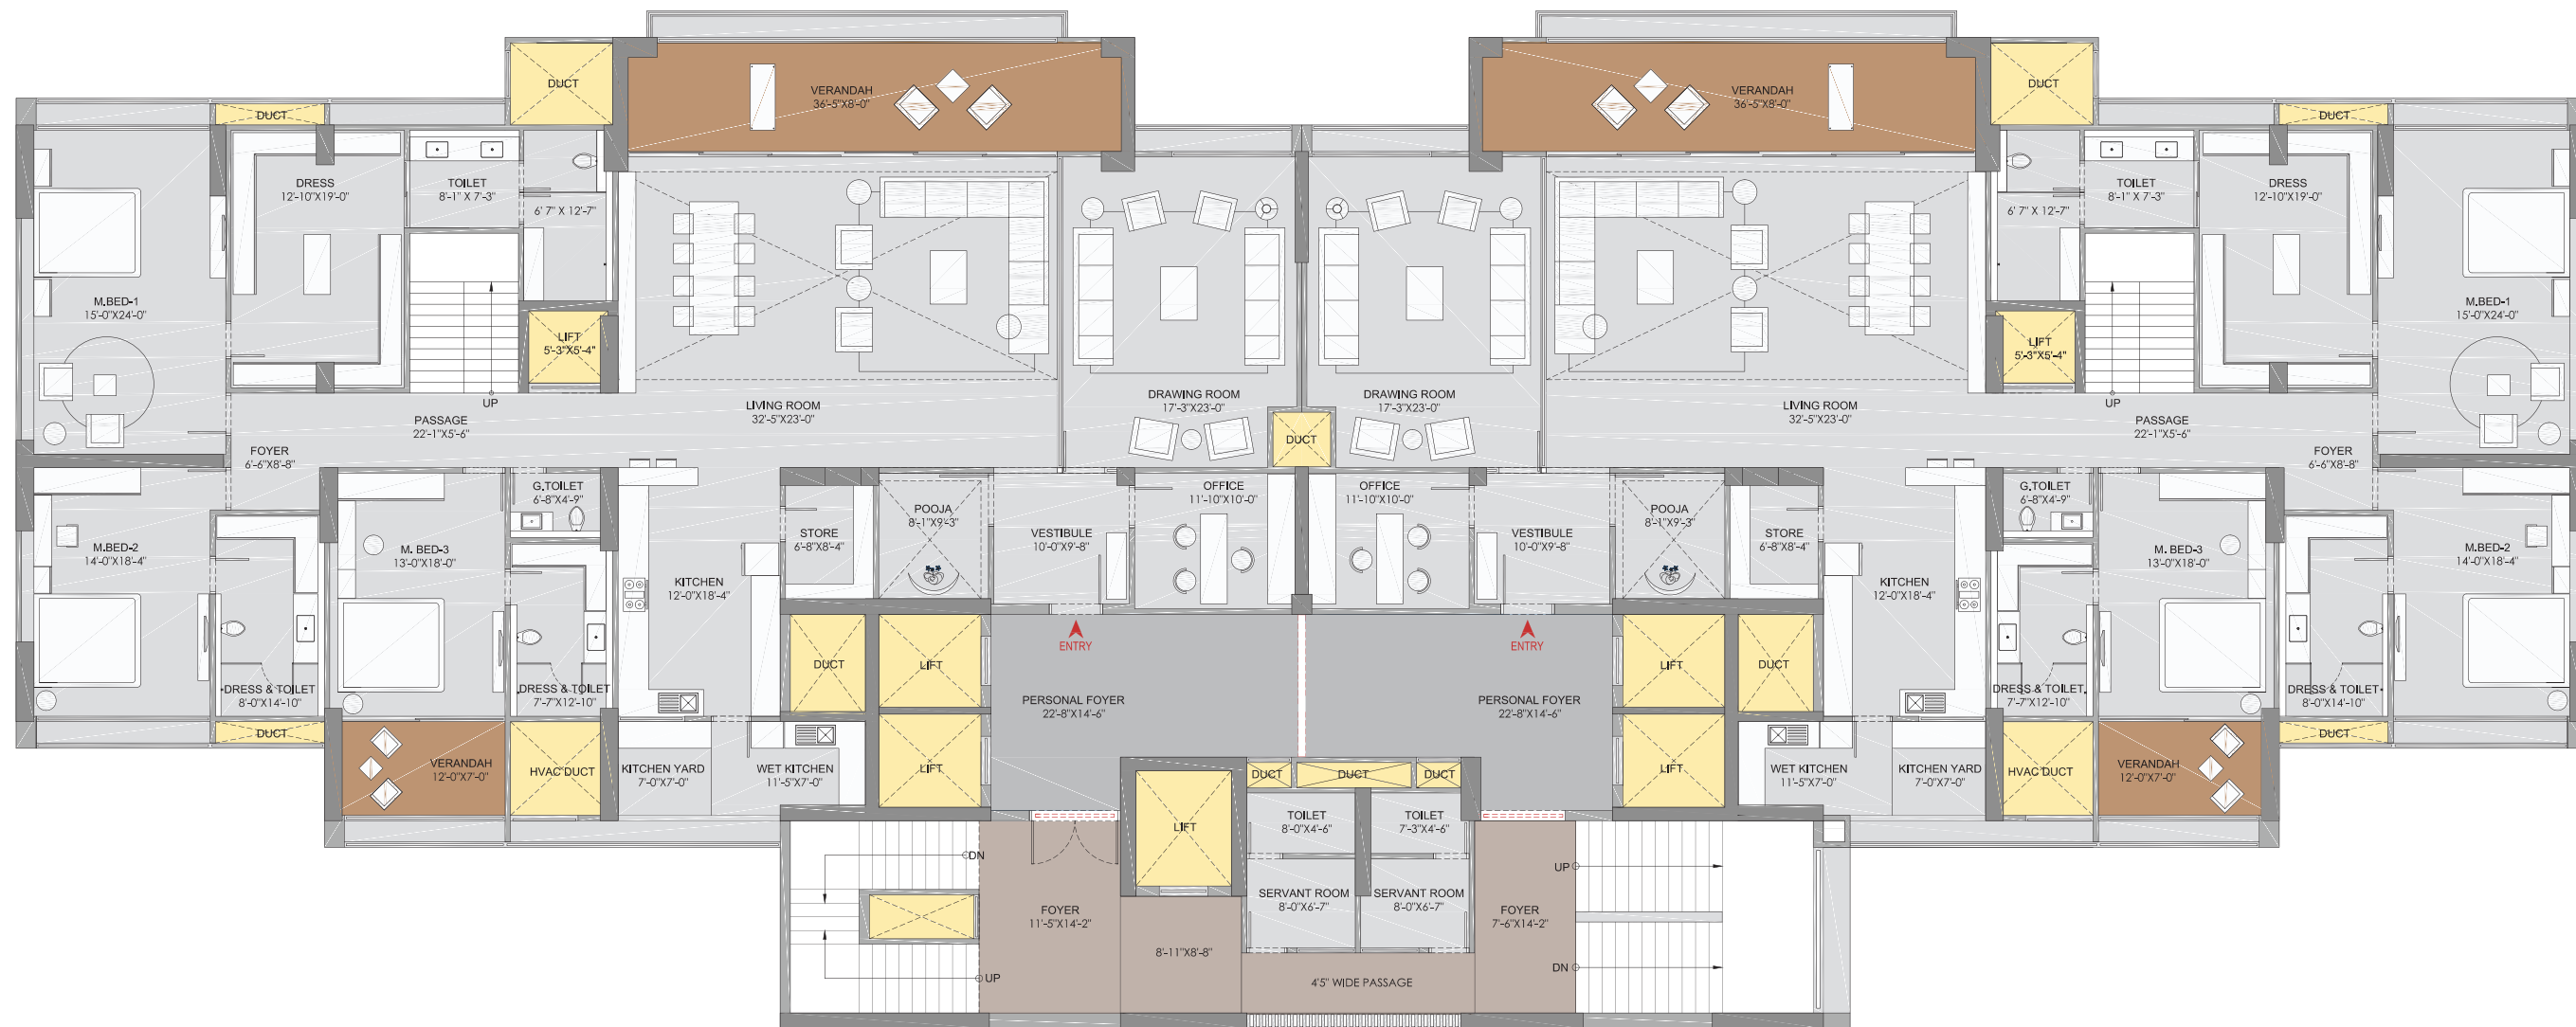 DUCT
VERANDAH
36'-5"X8'-0"
VERANDAH
36'-5"X8'-0"
DUCT
DUCT
DUCT
DRESS
12'-10"X19'-0"
TOILET
8'-1" X 7'-3"
6' 7" X 12'-7"
6' 7" X 12'-7"
TOILET
8'-1" X 7'-3"
DRESS
12'-10"X19'-0"
M.BED-1
15'-0"X24'-0"
LIFT
5'-3"X5'-4"
LIFT
5'-3"X5'-4"
M.BED-1
15'-0"X24'-0"
UP
DRAWING ROOM
17'-3"X23'-0"
DRAWING ROOM
17'-3"X23'-0"
UP
PASSAGE
22'-1"X5'-6"
LIVING ROOM
32'-5"X23'-0"
LIVING ROOM
32'-5"X23'-0"
PASSAGE
22'-1"X5'-6"
DUCT
FOYER
6'-6"X8'-8"
FOYER
6'-6"X8'-8"
G.TOILET
6'-8"X4'-9"
OFFICE
11'-10"X10'-0"
OFFICE
11'-10"X10'-0"
G.TOILET
6'-8"X4'-9"
POOJA
8'-1"X9'-3"
POOJA
8'-1"X9'-3"
STORE
6'-8"X8'-4"
VESTIBULE
10'-0"X9'-8"
VESTIBULE
10'-0"X9'-8"
STORE
6'-8"X8'-4"
M.BED-2
14'-0"X18'-4"
M. BED-3
13'-0"X18'-0"
M. BED-3
13'-0"X18'-0"
M.BED-2
14'-0"X18'-4"
KITCHEN
12'-0"X18'-4"
KITCHEN
12'-0"X18'-4"
ENTRY
ENTRY
DUCT
LIFT
LIFT
DUCT
DRESS & TOILET
8'-0"X14'-10"
DRESS & TOILET
7'-7"X12'-10"
PERSONAL FOYER
22'-8"X14'-6"
PERSONAL FOYER
22'-8"X14'-6"
DRESS & TOILET
7'-7"X12'-10"
DRESS & TOILET
8'-0"X14'-10"
DUCT
DUCT
VERANDAH
12'-0"X7'-0"
HVAC DUCT
KITCHEN YARD
7'-0"X7'-0"
WET KITCHEN
11'-5"X7'-0"
LIFT
DUCT
DUCT
DUCT
LIFT
WET KITCHEN
11'-5"X7'-0"
KITCHEN YARD
7'-0"X7'-0"
HVAC DUCT
VERANDAH
12'-0"X7'-0"
LIFT
TOILET
8'-0"X4'-6"
TOILET
7'-3"X4'-6"
DN
UP
SERVANT ROOM
8'-0"X6'-7"
SERVANT ROOM
8'-0"X6'-7"
FOYER
11'-5"X14'-2"
FOYER
7'-6"X14'-2"
8'-11"X8'-8"
UP
DN
4'5" WIDE PASSAGE